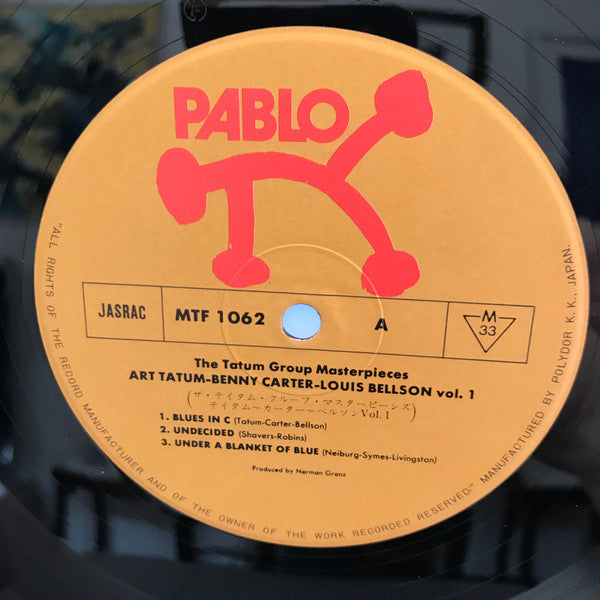 PABLO
JASRAC
MTF 1062
A
M
33
The Tatum Group Masterpieces
ART TATUM-BENNY CARTER-LOUIS BELLSON vol. 1
(ザ・テイタム・グループ・マスターピーシズ
テイタム〜カーター〜ベルソンVol.1)
1. BLUES IN C (Tatum-Carter-Bellson)
2. UNDECIDED (Shavers-Robins)
3. UNDER A BLANKET OF BLUE (Neiburg-Symes-Livingston)
Produced by Norman Granz
"ALL RIGHTS OF THE RECORD MANUFACTURER AND OF THE OWNER OF THE WORK RECORDED RESERVED." MANUFACTURED BY POLYDOR K.K., JAPAN.